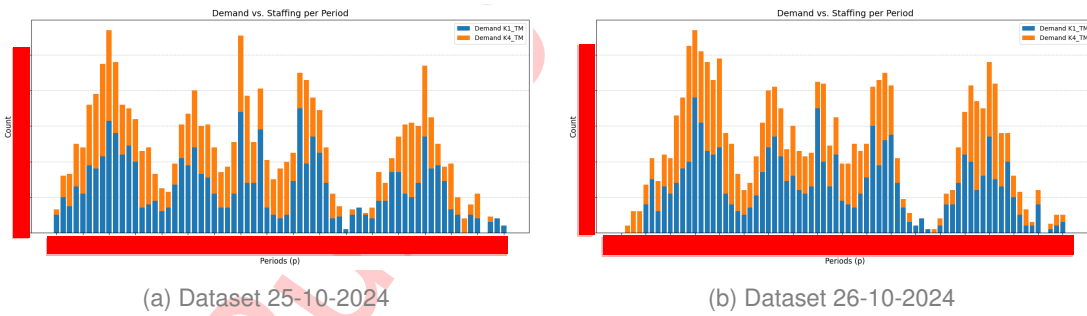 Demand vs. Staffing per Period
Demand K1_TM
Demand K4_TM
Count
Periods (p)
(a) Dataset 25-10-2024
Demand vs. Staffing per Period
Demand K1_TM
Demand K4_TM
Count
Periods (p)
(b) Dataset 26-10-2024